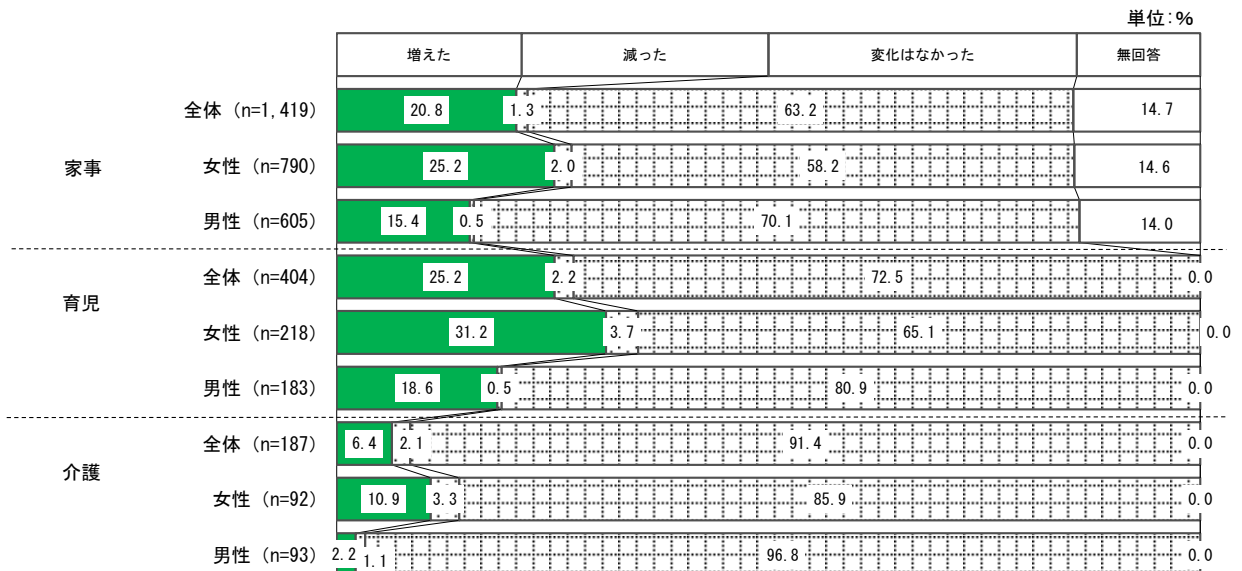 単位:%
増えた 減った 変化はなかった 無回答
全体 (n=1,419) 20.8 1.3 63.2 14.7
家事 女性 (n=790) 25.2 2.0 58.2 14.6
男性 (n=605) 15.4 0.5 70.1 14.0
全体 (n=404) 25.2 2.2 72.5 0.0
育児
女性 (n=218) 31.2 3.7 65.1 0.0
男性 (n=183) 18.6 0.5 80.9 0.0
全体 (n=187) 6.4 2.1 91.4 0.0
介護
女性 (n=92) 10.9 3.3 85.9 0.0
男性 (n=93) 2.2 1.1 96.8 0.0